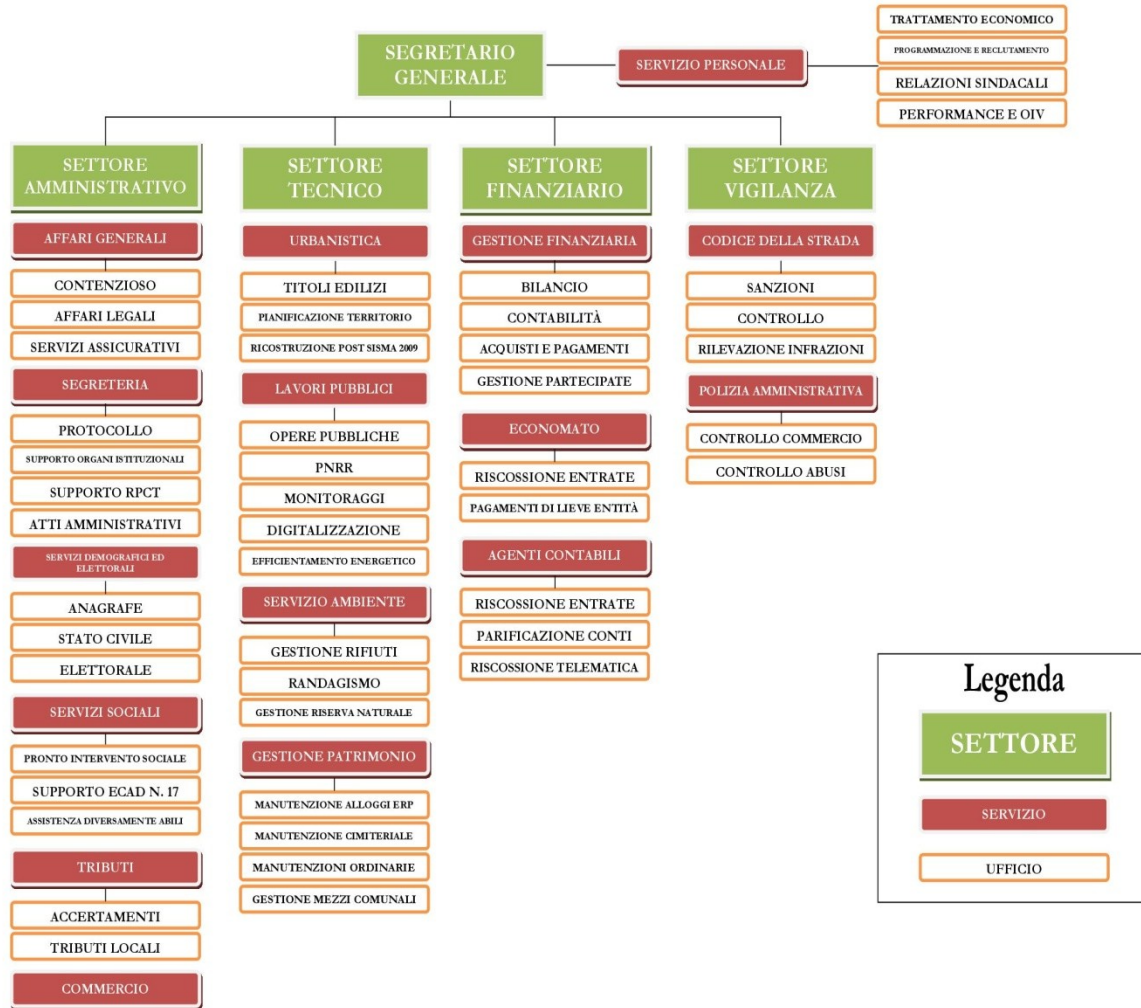 SEGRETARIO
GENERALE
SERVIZIO PERSONALE
TRATTAMENTO ECONOMICO
PROGRAMMAZIONE E RECLUTAMENTO
RELAZIONI SINDACALI
PERFORMANCE E OIV
SETTORE
AMMINISTRATIVO
AFFARI GENERALI
CONTENZIOSO
AFFARI LEGALI
SERVIZI ASSICURATIVI
SEGRETERIA
PROTOCOLLO
SUPPORTO ORGANI ISTITUZIONALI
SUPPORTO RPCT
ATTI AMMINISTRATIVI
SERVIZI DEMOGRAFICI ED
ELETTORALI
ANAGRAFE
STATO CIVILE
ELETTORALE
SERVIZI SOCIALI
PRONTO INTERVENTO SOCIALE
SUPPORTO ECAD N. 17
ASSISTENZA DIVERSAMENTE ABILI
TRIBUTI
ACCERTAMENTI
TRIBUTI LOCALI
COMMERCIO
SETTORE
TECNICO
URBANISTICA
TITOLI EDILIZI
PIANIFICAZIONE TERRITORIO
RICOSTRUZIONE POST SISMA 2009
LAVORI PUBBLICI
OPERE PUBBLICHE
PNRR
MONITORAGGI
DIGITALIZZAZIONE
EFFICIENTAMENTO ENERGETICO
SERVIZIO AMBIENTE
GESTIONE RIFIUTI
RANDAGISMO
GESTIONE RISERVA NATURALE
GESTIONE PATRIMONIO
MANUTENZIONE ALLOGGI ERP
MANUTENZIONE CIMITERIALE
MANUTENZIONI ORDINARIE
GESTIONE MEZZI COMUNALI
SETTORE
FINANZIARIO
GESTIONE FINANZIARIA
BILANCIO
CONTABILITÀ
ACQUISTI E PAGAMENTI
GESTIONE PARTECIPATE
ECONOMATO
RISCOSSIONE ENTRATE
PAGAMENTI DI LIEVE ENTITÀ
AGENTI CONTABILI
RISCOSSIONE ENTRATE
PARIFICAZIONE CONTI
RISCOSSIONE TELEMATICA
SETTORE
VIGILANZA
CODICE DELLA STRADA
SANZIONI
CONTROLLO
RILEVAZIONE INFRAZIONI
POLIZIA AMMINISTRATIVA
CONTROLLO COMMERCIO
CONTROLLO ABUSI
Legenda
SETTORE
SERVIZIO
UFFICIO